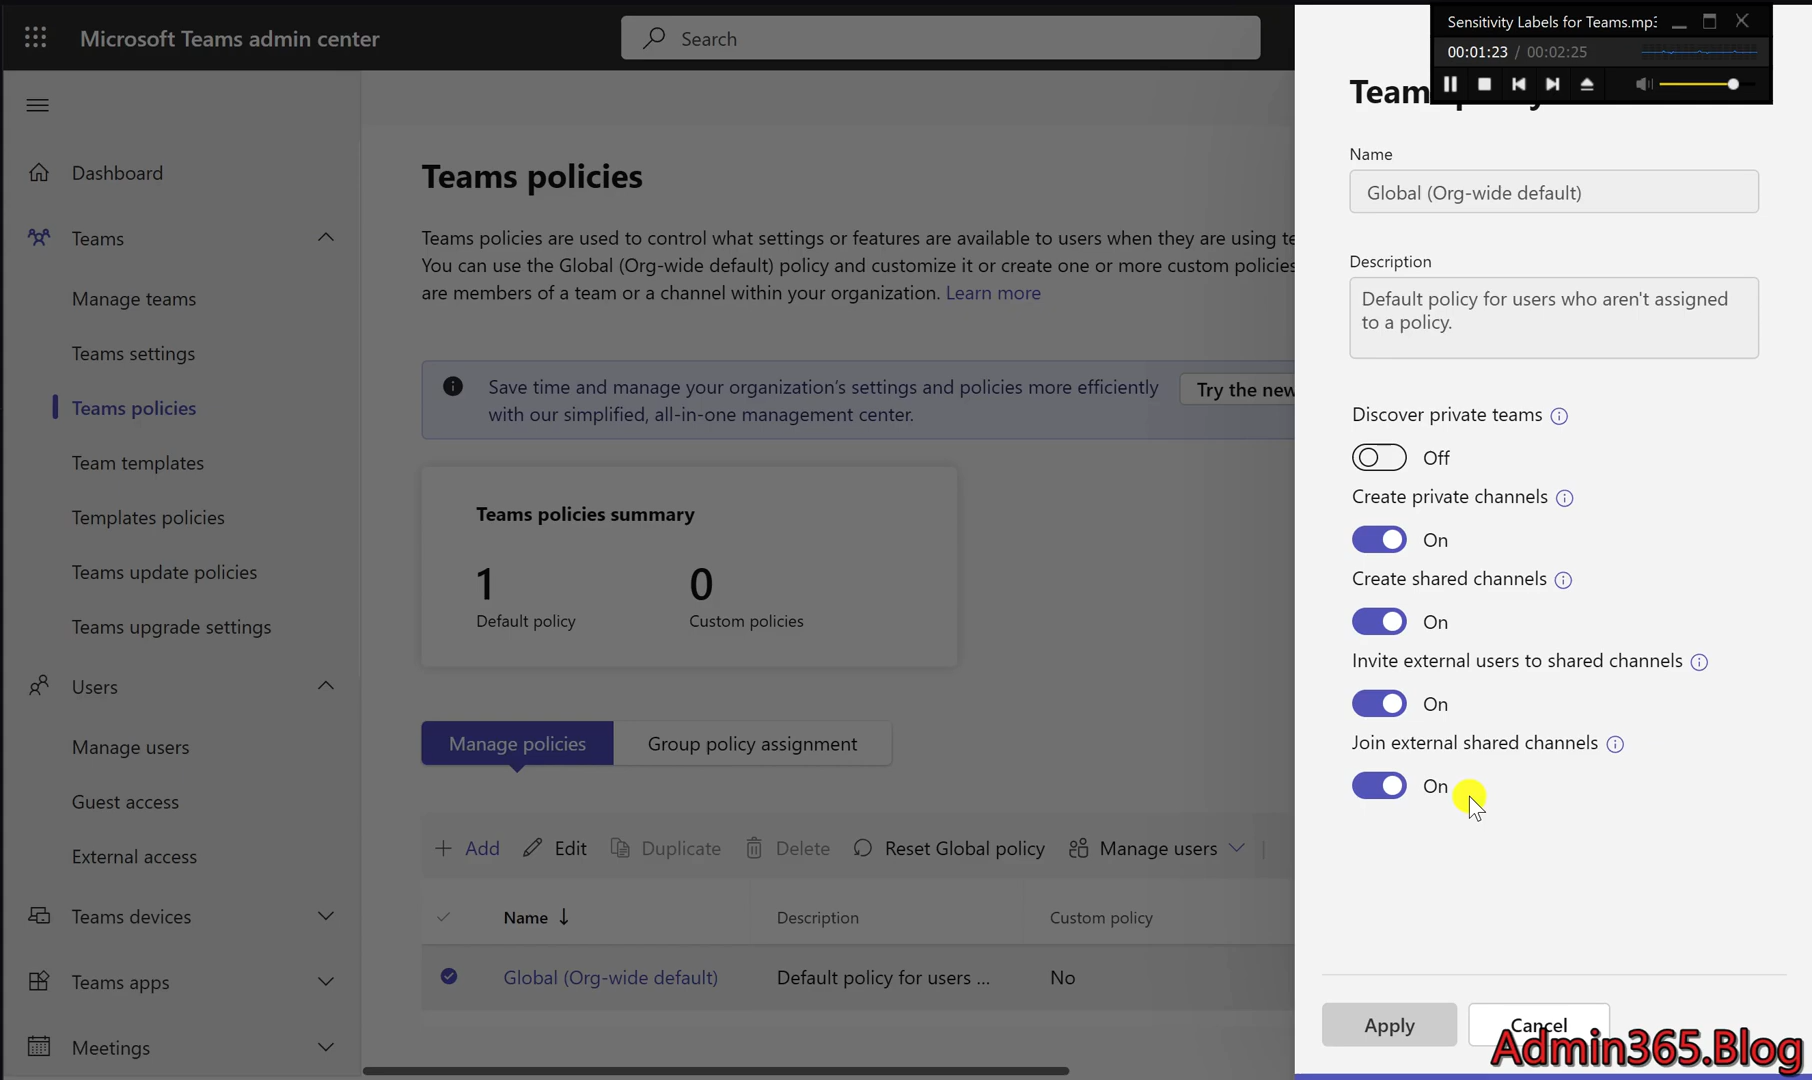 Microsoft Teams admin center
Search
Sensitivity Labels for Teams.mp3
00:01:23 / 00:02:25
Dashboard
Teams
Manage teams
Teams settings
Teams policies
Team templates
Templates policies
Teams update policies
Teams upgrade settings
Users
Manage users
Guest access
External access
Teams devices
Teams apps
Meetings
Teams policies
Teams policies are used to control what settings or features are available to users when they are using te
You can use the Global (Org-wide default) policy and customize it or create one or more custom policies
are members of a team or a channel within your organization. Learn more
Save time and manage your organization's settings and policies more efficiently
with our simplified, all-in-one management center.
Try the new
Teams policies summary
1
Default policy
0
Custom policies
Manage policies
Group policy assignment
+ Add
Edit
Duplicate
Delete
Reset Global policy
Manage users
Name ↓
Description
Custom policy
Global (Org-wide default)
Default policy for users ...
No
Team policy
Name
Global (Org-wide default)
Description
Default policy for users who aren't assigned
to a policy.
Discover private teams
Off
Create private channels
On
Create shared channels
On
Invite external users to shared channels
On
Join external shared channels
On
Apply
Cancel
Admin365.Blog